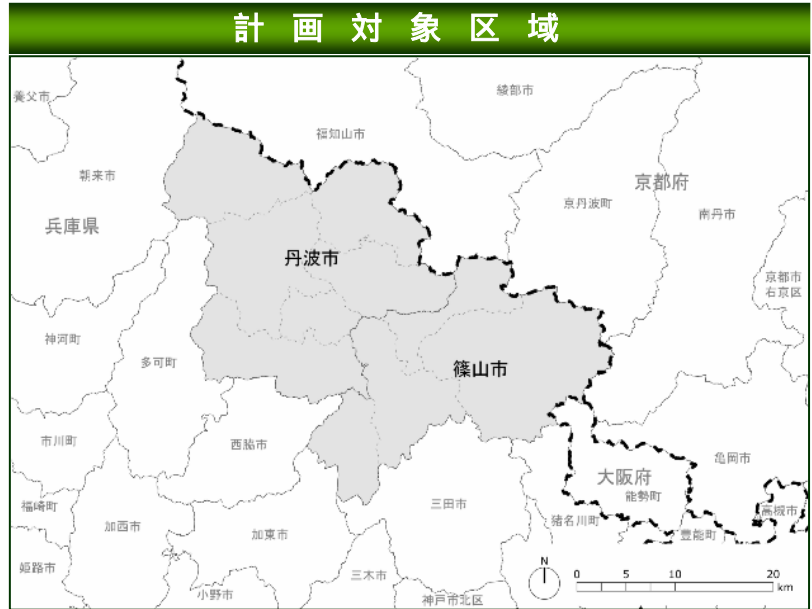 計画対象区域
養父市
綾部市
福知山市
朝来市
京都府
京丹波町
南丹市
兵庫県
丹波市
京都市
右京区
神河町
多可町
篠山市
市川町
西脇市
亀岡市
大阪府
能勢町
福崎町
加西市
三田市
猪名川町
高槻市
加東市
豊能町
姫路市
三木市
小野市
神戸市北区
N
0 5 10 20
km